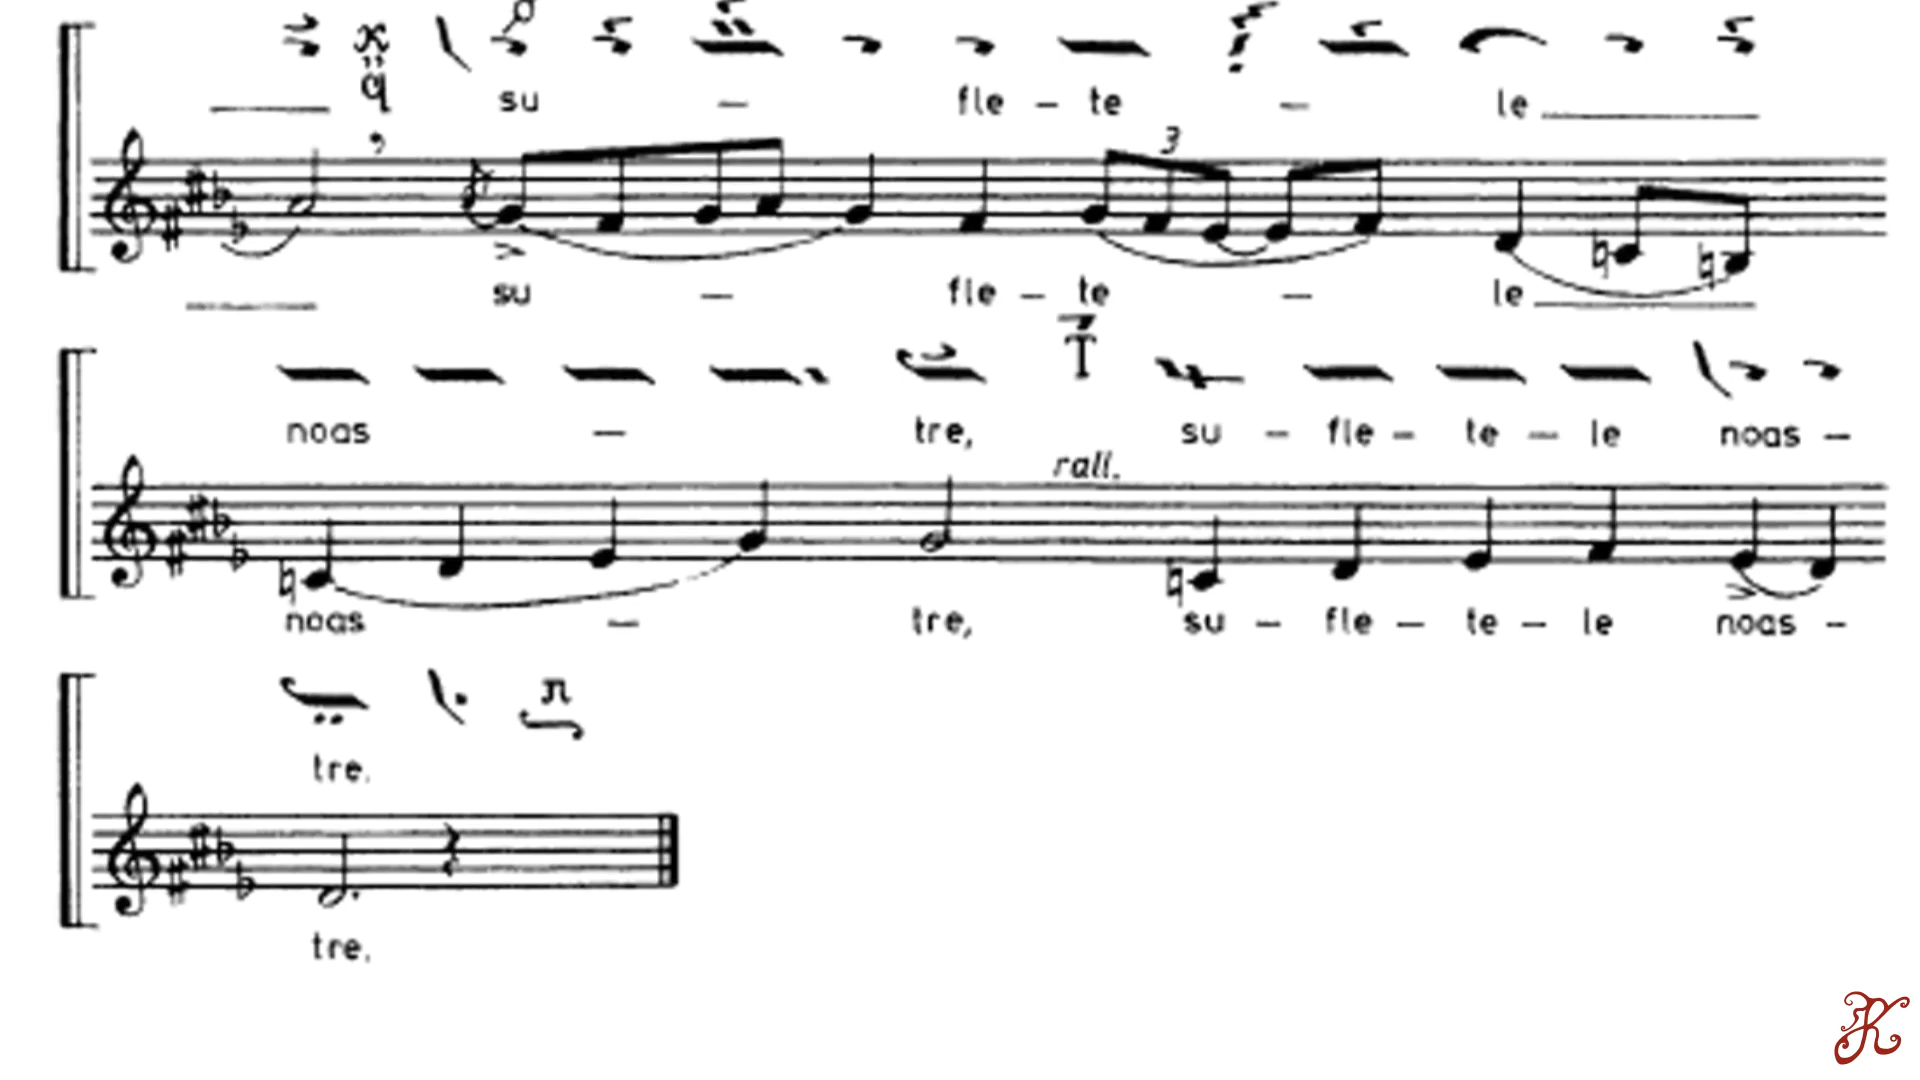 su – fle – te – le
3
su – fle – te – le
noas – tre, su – fle – te – le noas –
rall.
noas – tre, su – fle – te – le noas –
tre.
tre.